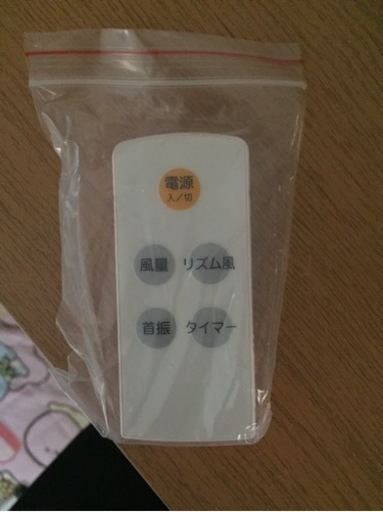 電源
入/切
風量 リズム風
首振 タイマー